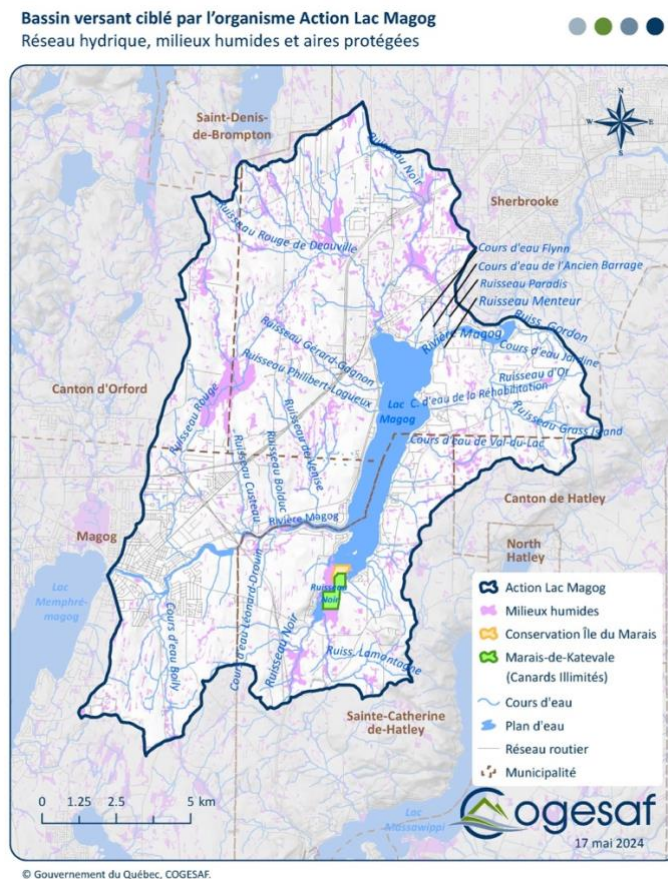 Bassin versant ciblé par l'organisme Action Lac Magog
Réseau hydrique, milieux humides et aires protégées
Saint-Denis-
de-Brompton
N
W
E
S
Ruisseau Noir
Sherbrooke
Ruisseau Rouge de Deauville
Cours d'eau Flynn
Cours d'eau de l'Ancien Barrage
Ruisseau Paradis
Ruisseau Menteur
Ruiss. Gordon
Rivière Magog
Cours d'eau Jardine
Ruisseau Gérard-Gagnon
Ruisseau d'Or
Ruisseau Philibert-Lagueux
Canton d'Orford
Lac
Magog
C. d'eau de la Réhabilitation
Ruisseau Grass Island
Ruisseau Rouge
Cours d'eau de Val-du-Lac
Ruisseau Custeau
Ruisseau Bolduc
Ruisseau de Venise
Canton de Hatley
Rivière Magog
Magog
North
Hatley
Lac
Memphré-
magog
Cours d'eau Boily
Cours d'eau Léonard-Drouin
Ruisseau Noir
Ruisseau
Noir
Ruiss. Lamontagne
Sainte-Catherine
de-Hatley
Action Lac Magog
Milieux humides
Conservation Île du Marais
Marais-de-Katevale
(Canards Illimités)
Cours d'eau
Plan d'eau
Réseau routier
Municipalité
0 1.25 2.5 5 km
Lac
Massawippi
Cogesaf
17 mai 2024
© Gouvernement du Québec, COGESAF.